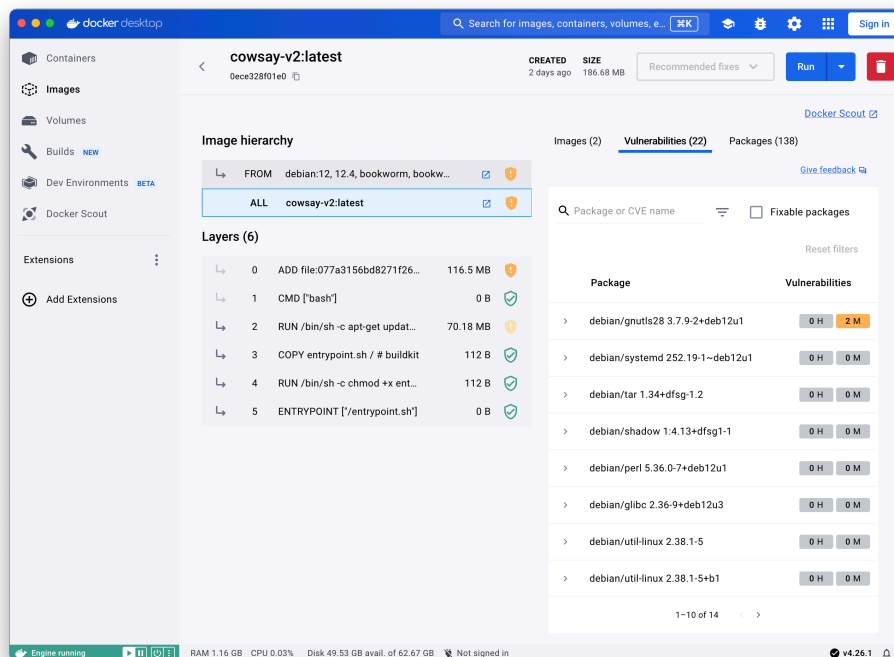 docker desktop
Search for images, containers, volumes, e... ⌘K
Sign in
Containers
Images
Volumes
Builds NEW
Dev Environments BETA
Docker Scout
Extensions
Add Extensions
cowsay-v2:latest
0ece328f01e0
CREATED
2 days ago
SIZE
186.68 MB
Recommended fixes
Run
Docker Scout
Image hierarchy
FROM debian:12, 12.4, bookworm, bookw...
ALL cowsay-v2:latest
Layers (6)
0 ADD file:077a3156bd8271f26... 116.5 MB
1 CMD ["bash"] 0 B
2 RUN /bin/sh -c apt-get updat... 70.18 MB
3 COPY entrypoint.sh / # buildkit 112 B
4 RUN /bin/sh -c chmod +x ent... 112 B
5 ENTRYPOINT ["/entrypoint.sh"] 0 B
Images (2) Vulnerabilities (22) Packages (138)
Give feedback
Package or CVE name
Fixable packages
Reset filters
Package Vulnerabilities
debian/gnutls28 3.7.9-2+deb12u1 0 H 2 M
debian/systemd 252.19-1~deb12u1 0 H 0 M
debian/tar 1.34+dfsg-1.2 0 H 0 M
debian/shadow 1:4.13+dfsg1-1 0 H 0 M
debian/perl 5.36.0-7+deb12u1 0 H 0 M
debian/glibc 2.36-9+deb12u3 0 H 0 M
debian/util-linux 2.38.1-5 0 H 0 M
debian/util-linux 2.38.1-5+b1 0 H 0 M
1–10 of 14
Engine running
RAM 1.16 GB CPU 0.03% Disk 49.53 GB avail. of 62.67 GB Not signed in
v4.26.1